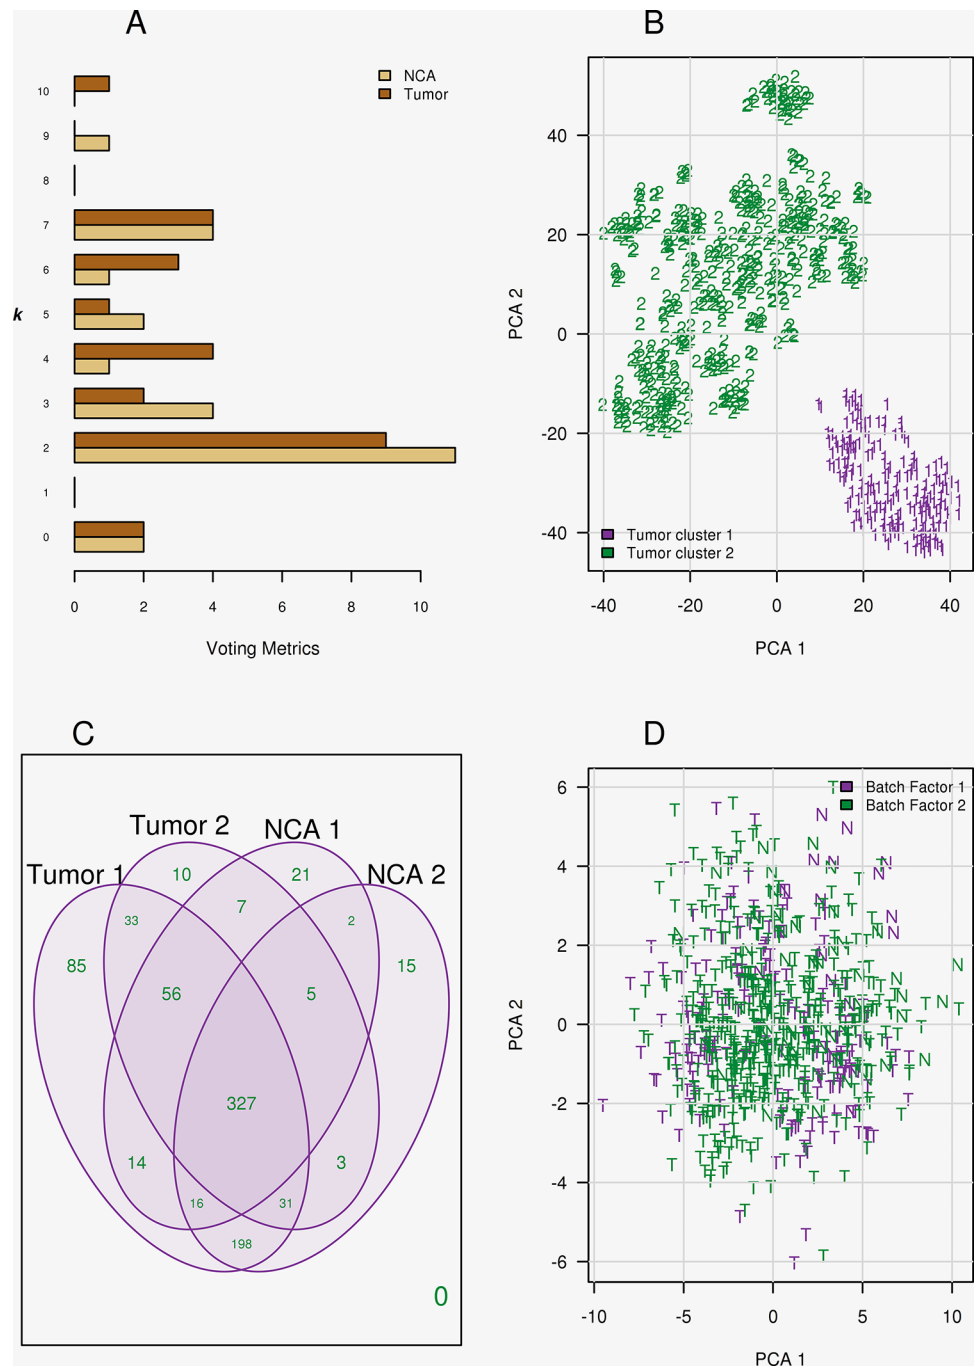 A
NCA
Tumor
10
9
8
7
6
5
4
3
2
1
0
k
0 2 4 6 8 10
Voting Metrics
B
40
20
0
-20
-40
PCA 2
Tumor cluster 1
Tumor cluster 2
-40 -20 0 20 40
PCA 1
C
Tumor 2
NCA 1
Tumor 1
NCA 2
10
21
7
33
2
85
15
56
5
327
14
3
16
31
198
0
D
Batch Factor 1
Batch Factor 2
6
4
2
0
-2
-4
-6
PCA 2
-10 -5 0 5 10
PCA 1